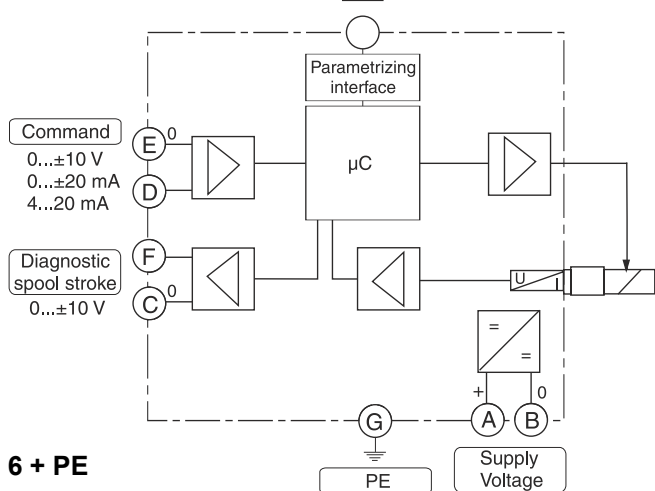 Parametrizing
interface
Command
0...±10 V
0...±20 mA
4...20 mA
E
0
D
µC
Diagnostic
spool stroke
0...±10 V
F
C
0
U
I
=
=
+
0
G
A
B
6 + PE
PE
Supply
Voltage